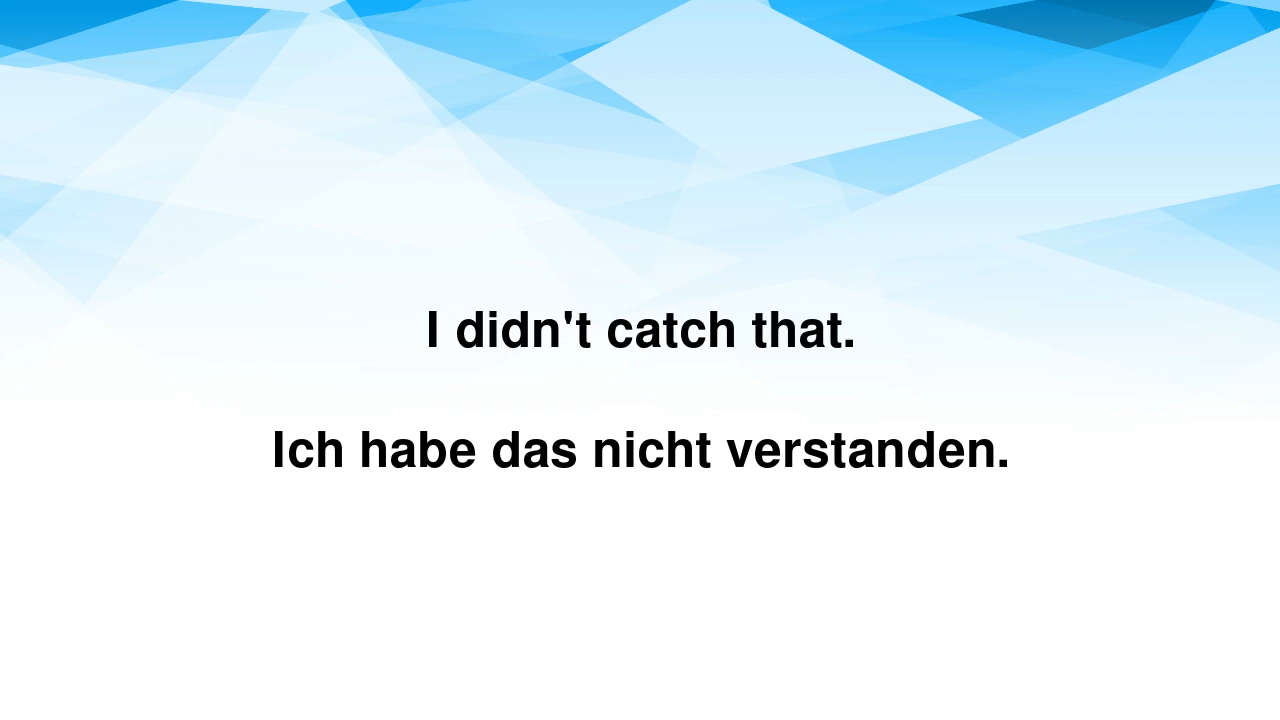 I didn't catch that.
Ich habe das nicht verstanden.